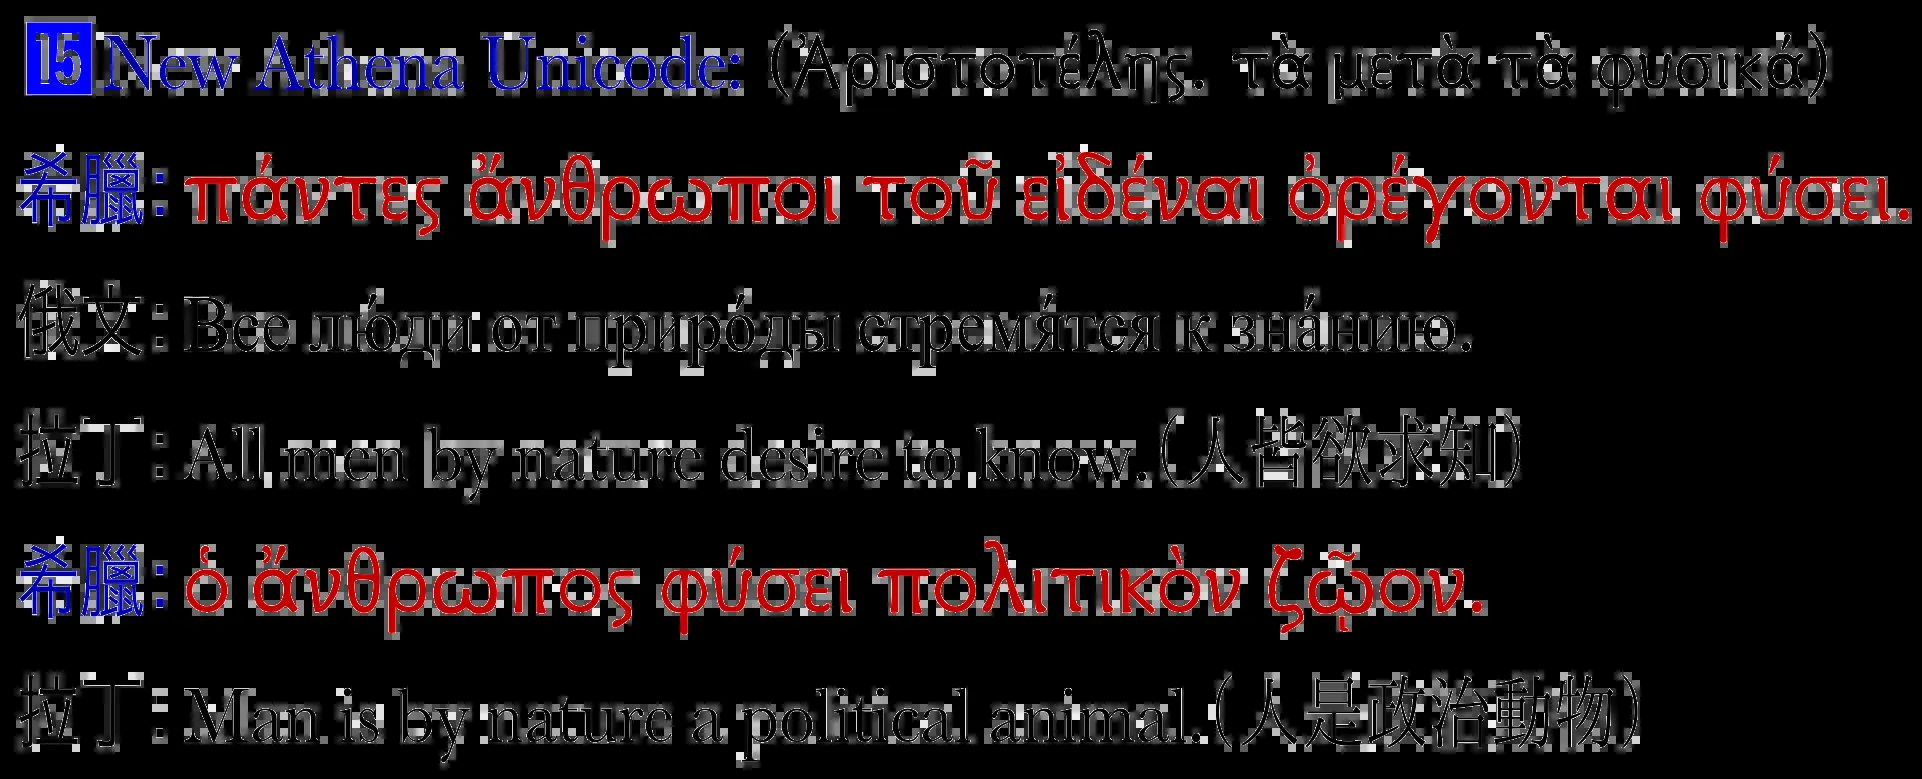 15 New Athena Unicode: (Ἀριστοτέλης. τὰ μετὰ τὰ φυσικά)
希臘: πάντες ἄνθρωποι τοῦ εἰδέναι ὀρέγονται φύσει.
俄文: Все лю́ди от приро́ды стремя́тся к зна́нию.
拉丁: All men by nature desire to know.(人皆欲求知)
希臘: ὁ ἄνθρωπος φύσει πολιτικὸν ζῷον.
拉丁: Man is by nature a political animal.(人是政治動物)